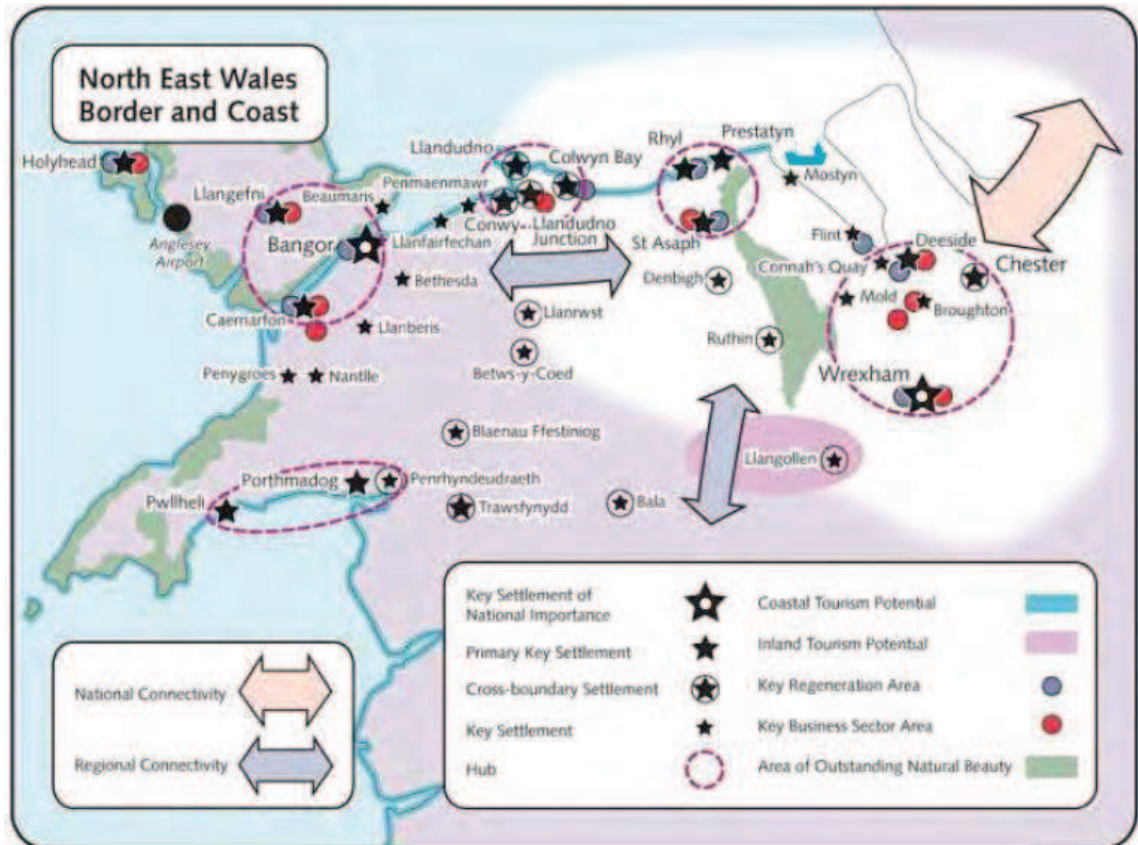 North East Wales
Border and Coast
Holyhead
Llangefni
Beaumaris
Bangor
Anglesey
Airport
Caernarfon
Penygroes
Nantlle
Llanberis
Bethesda
Llanfairfechan
Penmaenmawr
Llandudno
Conwy
Llandudno
Junction
Colwyn Bay
Rhyl
Prestatyn
Mostyn
St Asaph
Denbigh
Flint
Deeside
Connah's Quay
Chester
Mold
Broughton
Llanrwst
Ruthin
Betws-y-Coed
Wrexham
Blaenau Ffestiniog
Llangollen
Porthmadog
Penrhyndeudraeth
Pwllheli
Trawsfynydd
Bala
Key Settlement of
National Importance
Primary Key Settlement
Cross-boundary Settlement
Key Settlement
Hub
Coastal Tourism Potential
Inland Tourism Potential
Key Regeneration Area
Key Business Sector Area
Area of Outstanding Natural Beauty
National Connectivity
Regional Connectivity